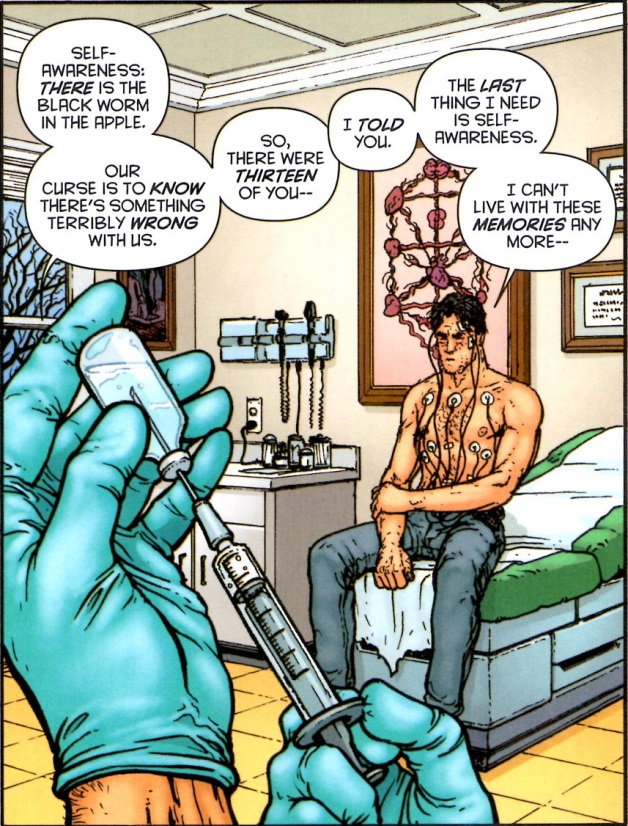 SELF-
AWARENESS:
THERE IS THE
BLACK WORM
IN THE APPLE.
OUR
CURSE IS TO KNOW
THERE'S SOMETHING
TERRIBLY WRONG
WITH US.
SO,
THERE WERE
THIRTEEN
OF YOU--
I TOLD
YOU.
THE LAST
THING I NEED
IS SELF-
AWARENESS.
I CAN'T
LIVE WITH THESE
MEMORIES ANY
MORE--